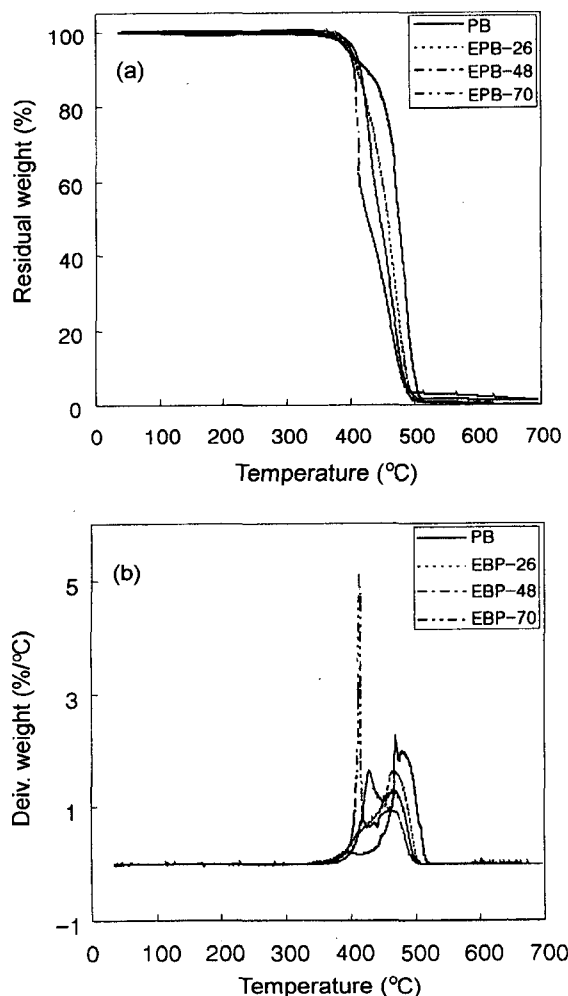 (a)
PB
EPB-26
EPB-48
EPB-70
Residual weight (%)
100
80
60
40
20
0
0 100 200 300 400 500 600 700
Temperature (°C)
(b)
PB
EBP-26
EBP-48
EBP-70
Deiv. weight (%/°C)
5
3
1
-1
0 100 200 300 400 500 600 700
Temperature (°C)